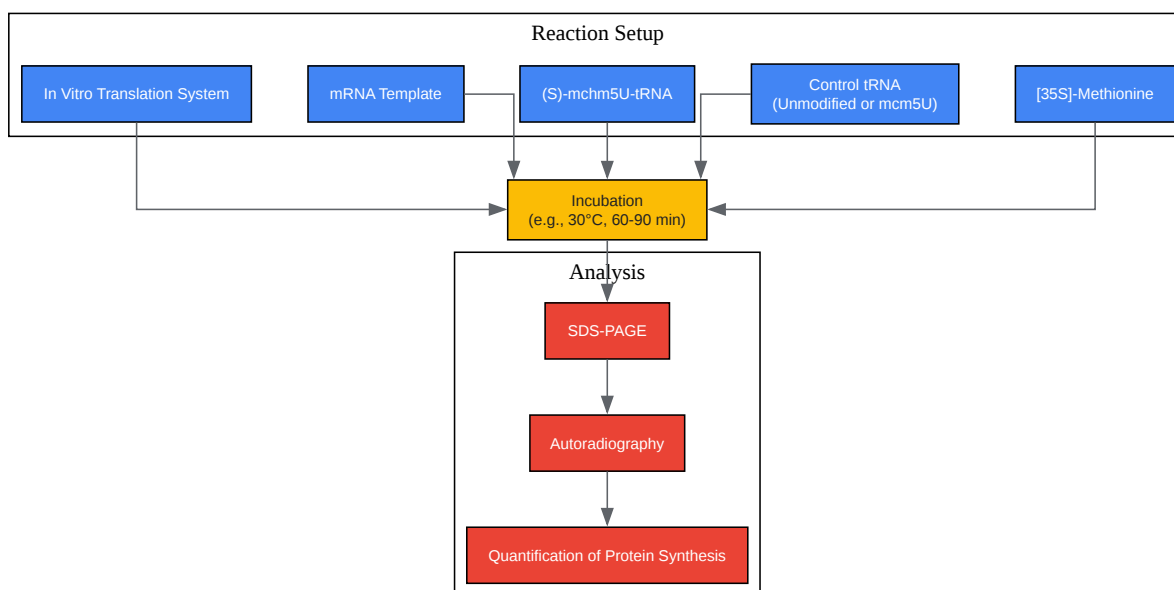 Reaction Setup
In Vitro Translation System
mRNA Template
(S)-mchm5U-tRNA
Control tRNA
(Unmodified or mcm5U)
[35S]-Methionine
Incubation
(e.g., 30°C, 60-90 min)
Analysis
SDS-PAGE
Autoradiography
Quantification of Protein Synthesis